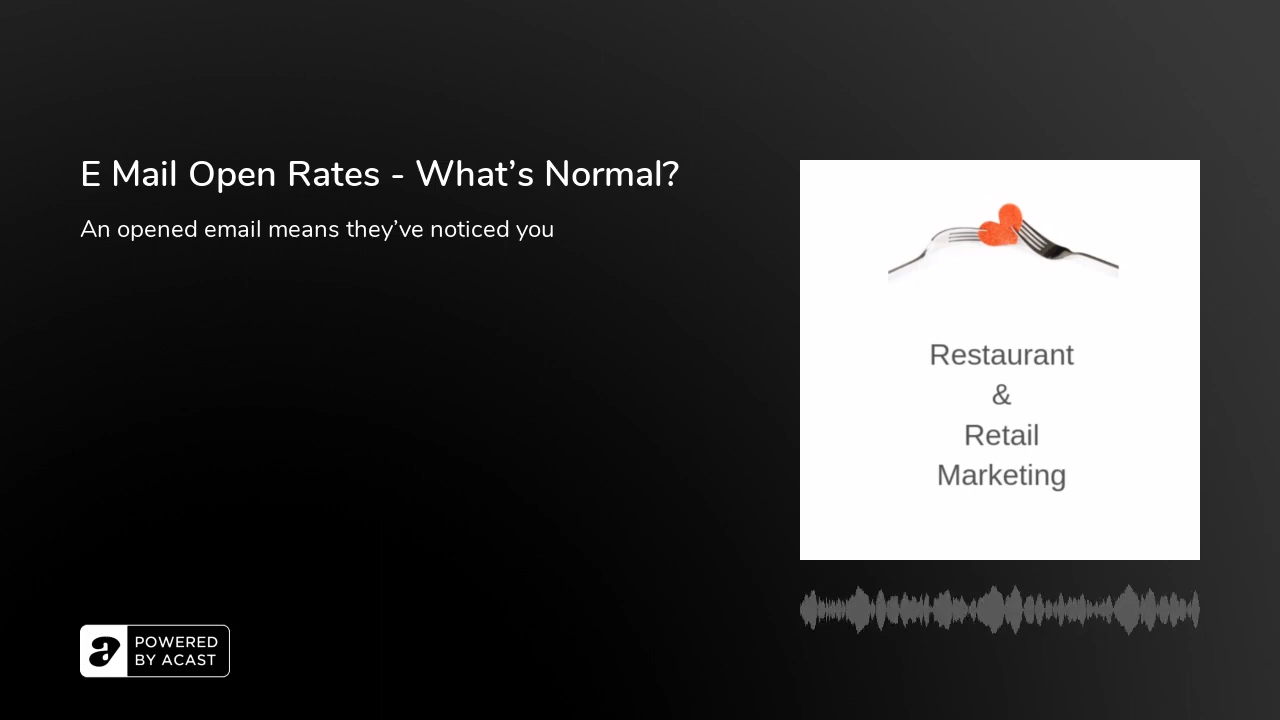 E Mail Open Rates - What’s Normal?
An opened email means they’ve noticed you
Restaurant
&
Retail
Marketing
a
POWERED
BY ACAST